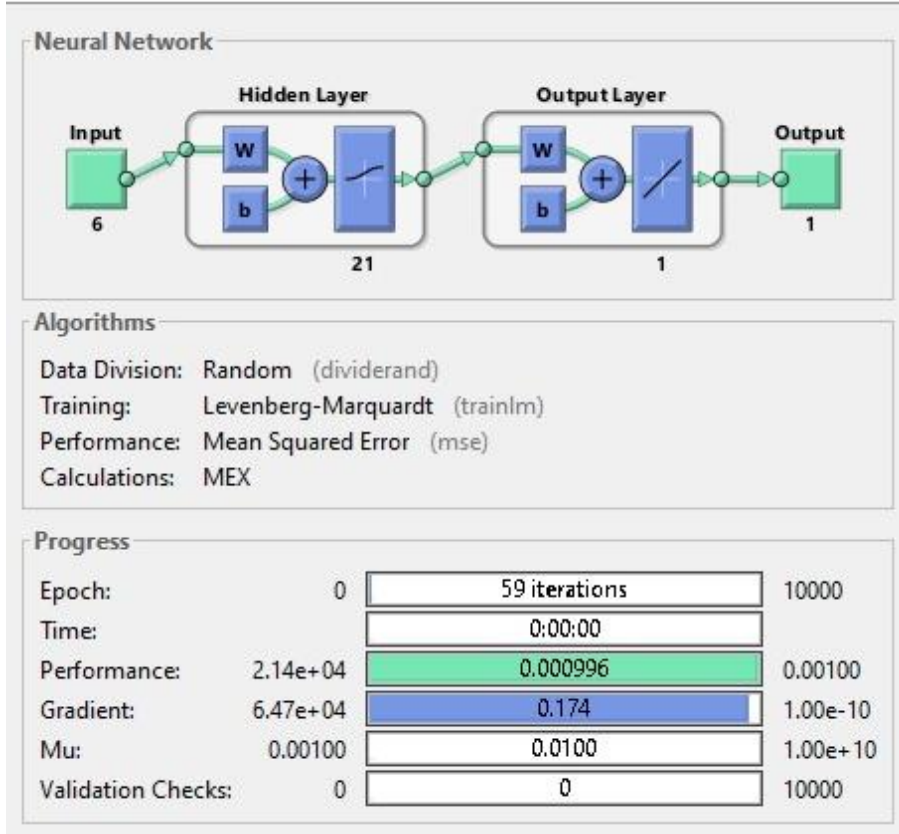 Neural Network
Hidden Layer Output Layer
Input Output
W W
b b
6 1
21 1
Algorithms
Data Division: Random (dividerand)
Training: Levenberg-Marquardt (trainlm)
Performance: Mean Squared Error (mse)
Calculations: MEX
Progress
Epoch: 0 59 iterations 10000
Time: 0:00:00
Performance: 2.14e+04 0.000996 0.00100
Gradient: 6.47e+04 0.174 1.00e-10
Mu: 0.00100 0.0100 1.00e+10
Validation Checks: 0 0 10000